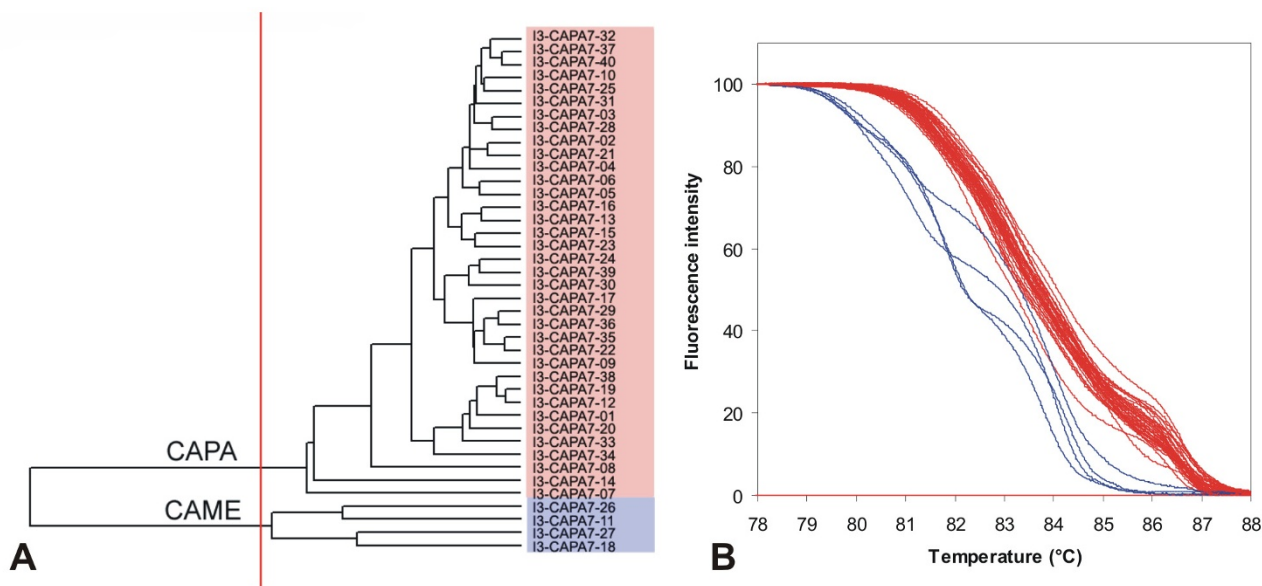 I3-CAPA7-32
I3-CAPA7-37
I3-CAPA7-40
I3-CAPA7-10
I3-CAPA7-25
I3-CAPA7-31
I3-CAPA7-03
I3-CAPA7-28
I3-CAPA7-02
I3-CAPA7-21
I3-CAPA7-04
I3-CAPA7-06
I3-CAPA7-05
I3-CAPA7-16
I3-CAPA7-13
I3-CAPA7-15
I3-CAPA7-23
I3-CAPA7-24
I3-CAPA7-39
I3-CAPA7-30
I3-CAPA7-17
I3-CAPA7-29
I3-CAPA7-36
I3-CAPA7-35
I3-CAPA7-22
I3-CAPA7-09
I3-CAPA7-38
I3-CAPA7-19
I3-CAPA7-12
I3-CAPA7-01
I3-CAPA7-20
I3-CAPA7-33
I3-CAPA7-34
I3-CAPA7-08
I3-CAPA7-14
I3-CAPA7-07
I3-CAPA7-26
I3-CAPA7-11
I3-CAPA7-27
I3-CAPA7-18
CAPA
CAME
A
Fluorescence intensity
100
80
60
40
20
0
78 79 80 81 82 83 84 85 86 87 88
Temperature (°C)
B